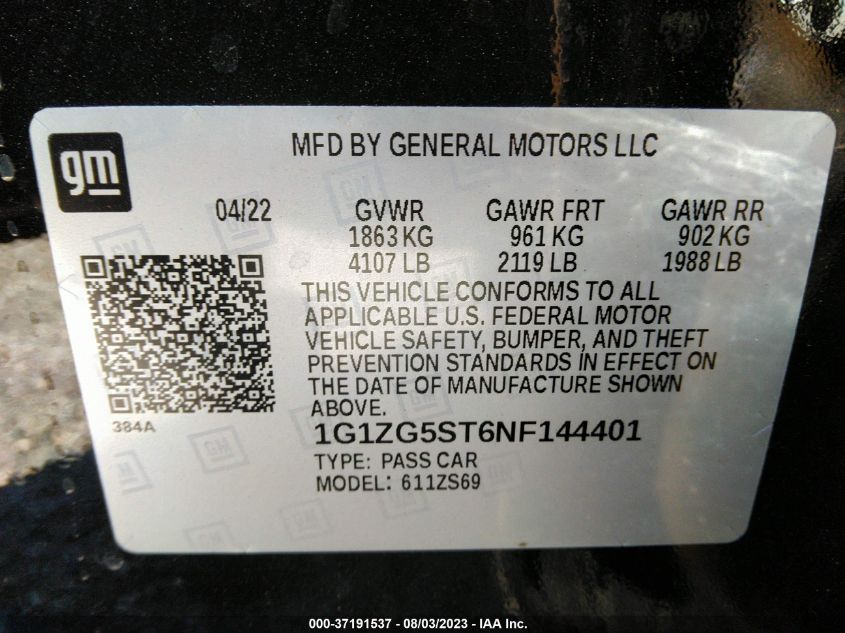 gm
MFD BY GENERAL MOTORS LLC
04/22 GVWR GAWR FRT GAWR RR
1863 KG 961 KG 902 KG
4107 LB 2119 LB 1988 LB
THIS VEHICLE CONFORMS TO ALL
APPLICABLE U.S. FEDERAL MOTOR
VEHICLE SAFETY, BUMPER, AND THEFT
PREVENTION STANDARDS IN EFFECT ON
THE DATE OF MANUFACTURE SHOWN
ABOVE.
384A
1G1ZG5ST6NF144401
TYPE: PASS CAR
MODEL: 611ZS69
000-37191537 - 08/03/2023 - IAA Inc.